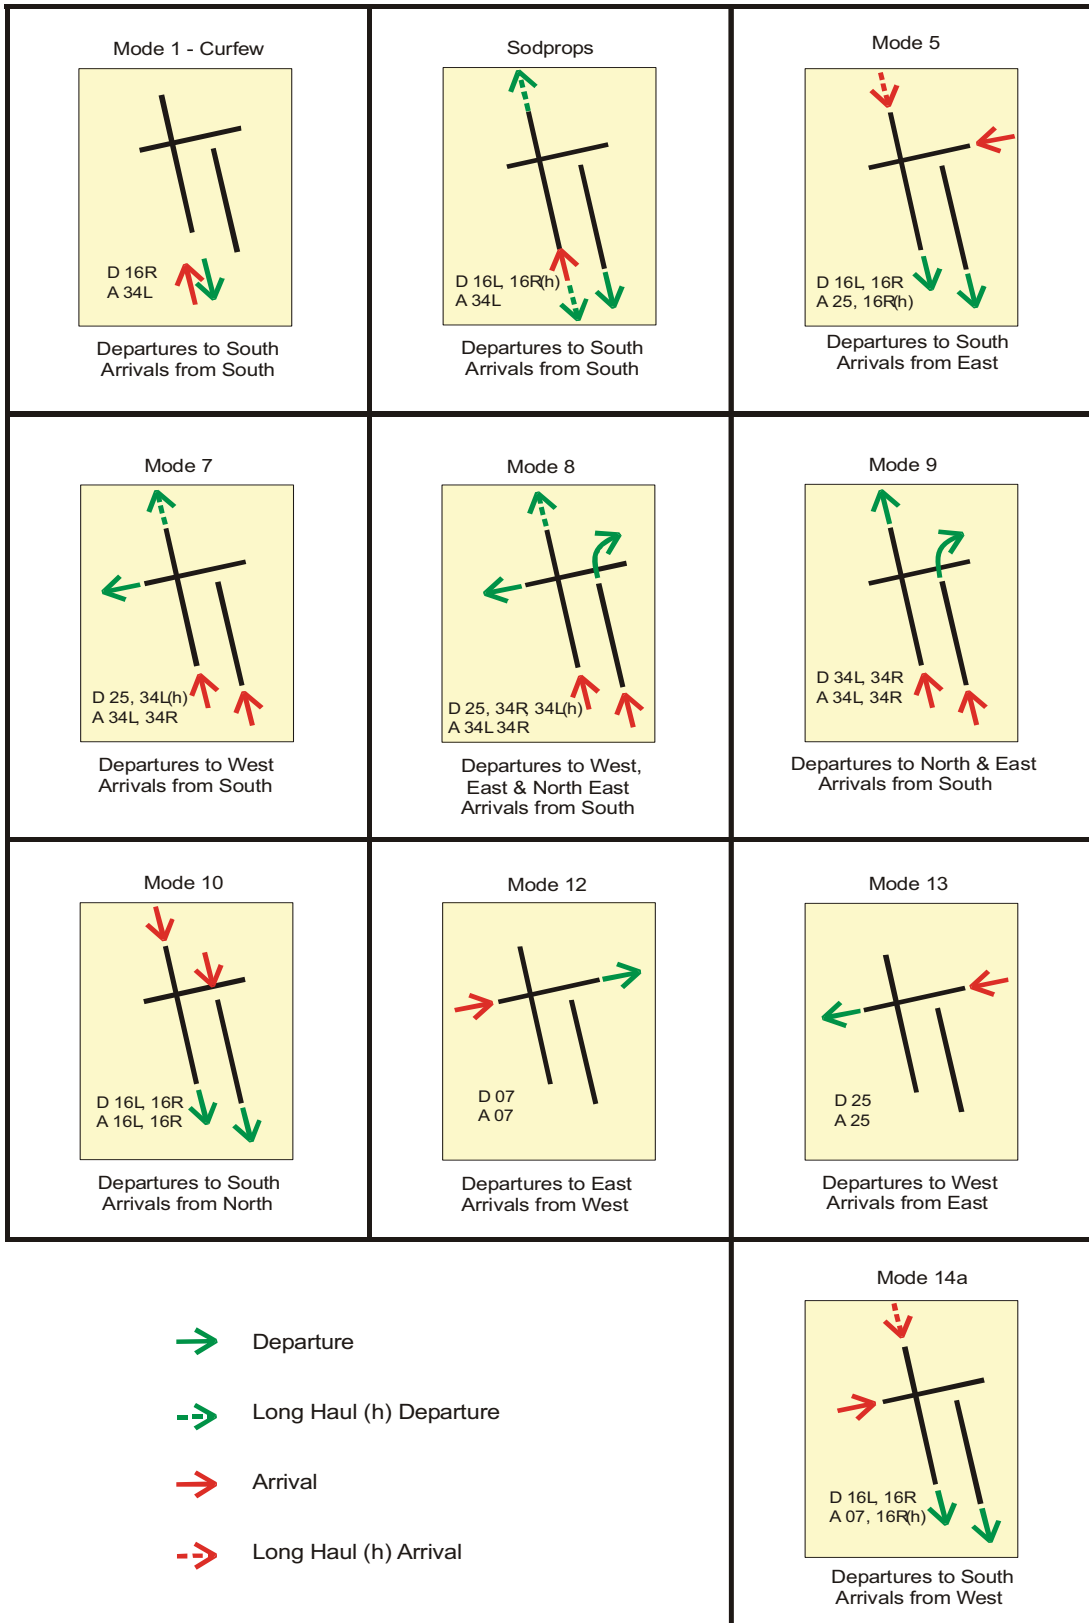 Mode 1 - Curfew
D 16R
A 34L
Departures to South
Arrivals from South
Sodprops
D 16L, 16R(h)
A 34L
Departures to South
Arrivals from South
Mode 5
D 16L, 16R
A 25, 16R(h)
Departures to South
Arrivals from East
Mode 7
D 25, 34L(h)
A 34L, 34R
Departures to West
Arrivals from South
Mode 8
D 25, 34R, 34L(h)
A 34L 34R
Departures to West,
East & North East
Arrivals from South
Mode 9
D 34L, 34R
A 34L, 34R
Departures to North & East
Arrivals from South
Mode 10
D 16L, 16R
A 16L, 16R
Departures to South
Arrivals from North
Mode 12
D 07
A 07
Departures to East
Arrivals from West
Mode 13
D 25
A 25
Departures to West
Arrivals from East
Departure
Long Haul (h) Departure
Arrival
Long Haul (h) Arrival
Mode 14a
D 16L, 16R
A 07, 16R(h)
Departures to South
Arrivals from West